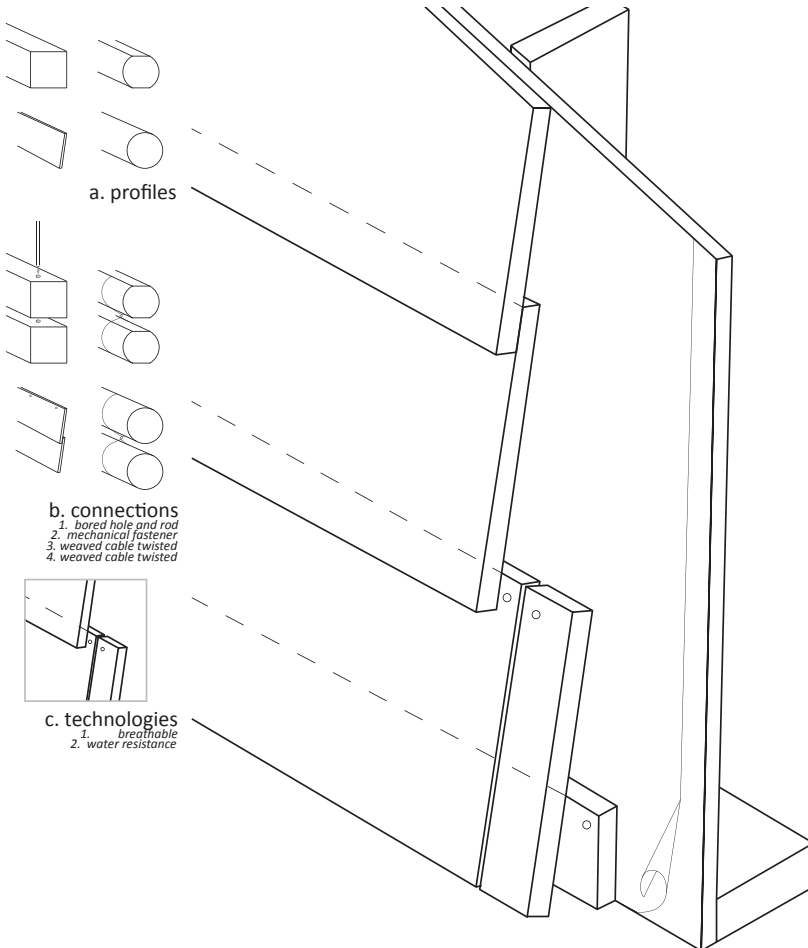 a. profiles
b. connections
1. bored hole and rod
2. mechanical fastener
3. weaved cable twisted
4. weaved cable twisted
c. technologies
1. breathable
2. water resistance